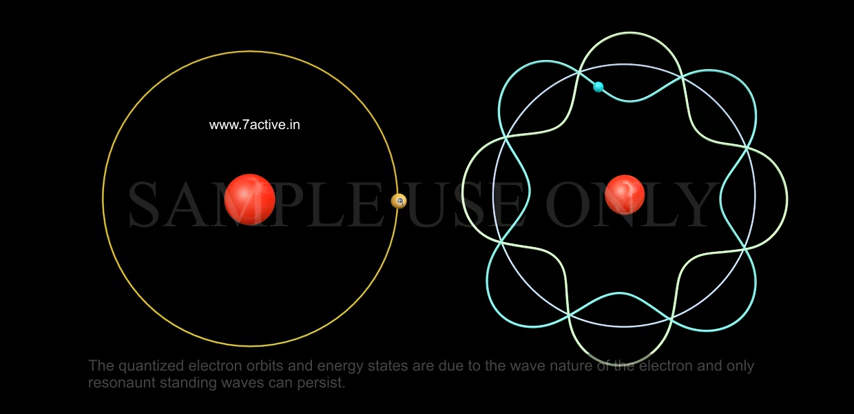 www.7active.in
SAMPLE USE ONLY
The quantized electron orbits and energy states are due to the wave nature of the electron and only
resonaunt standing waves can persist.